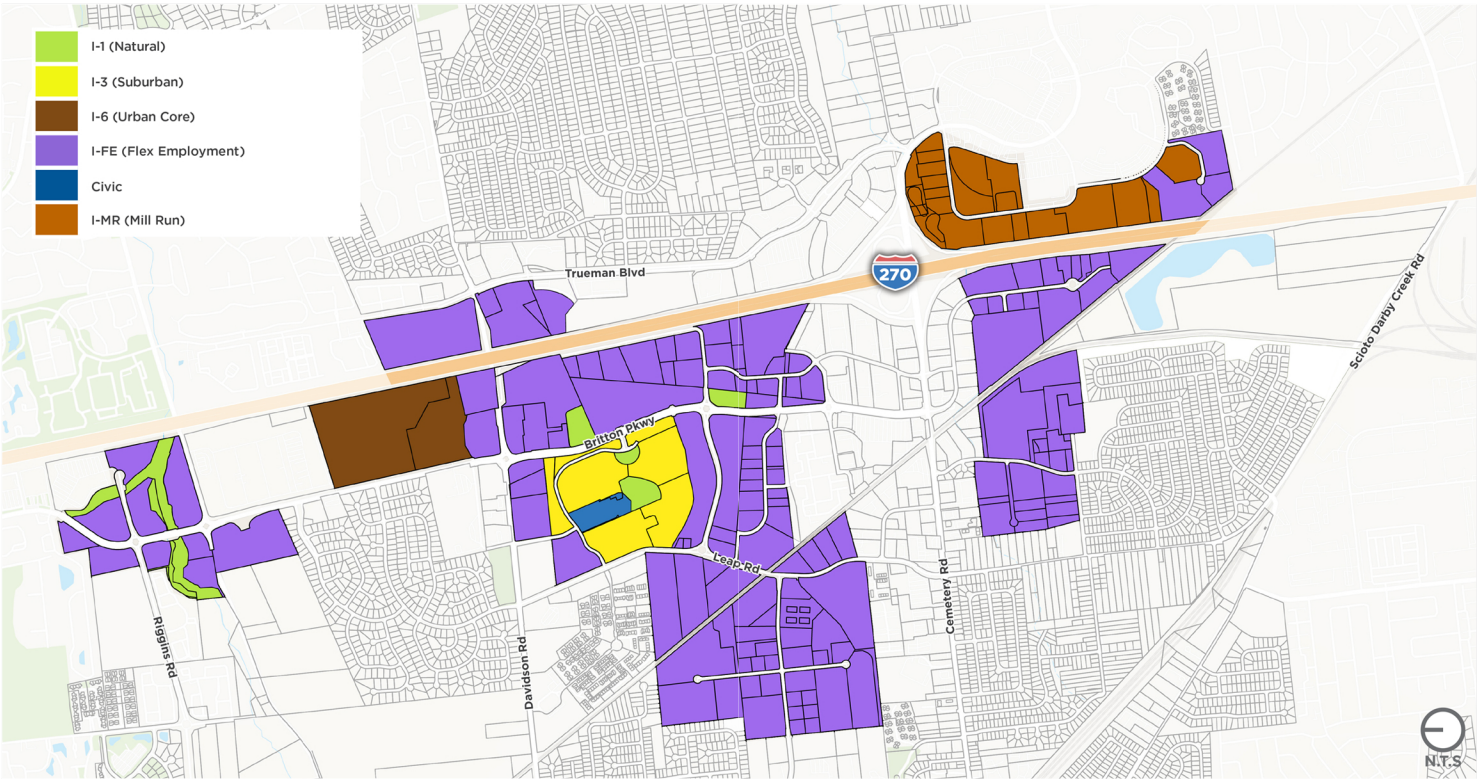 I-1 (Natural)
I-3 (Suburban)
I-6 (Urban Core)
I-FE (Flex Employment)
Civic
I-MR (Mill Run)
Trueman Blvd
270
Scioto Darby Creek Rd
Britton Pkwy
Leap Rd
Cemetery Rd
Riggins Rd
Davidson Rd
N.T.S